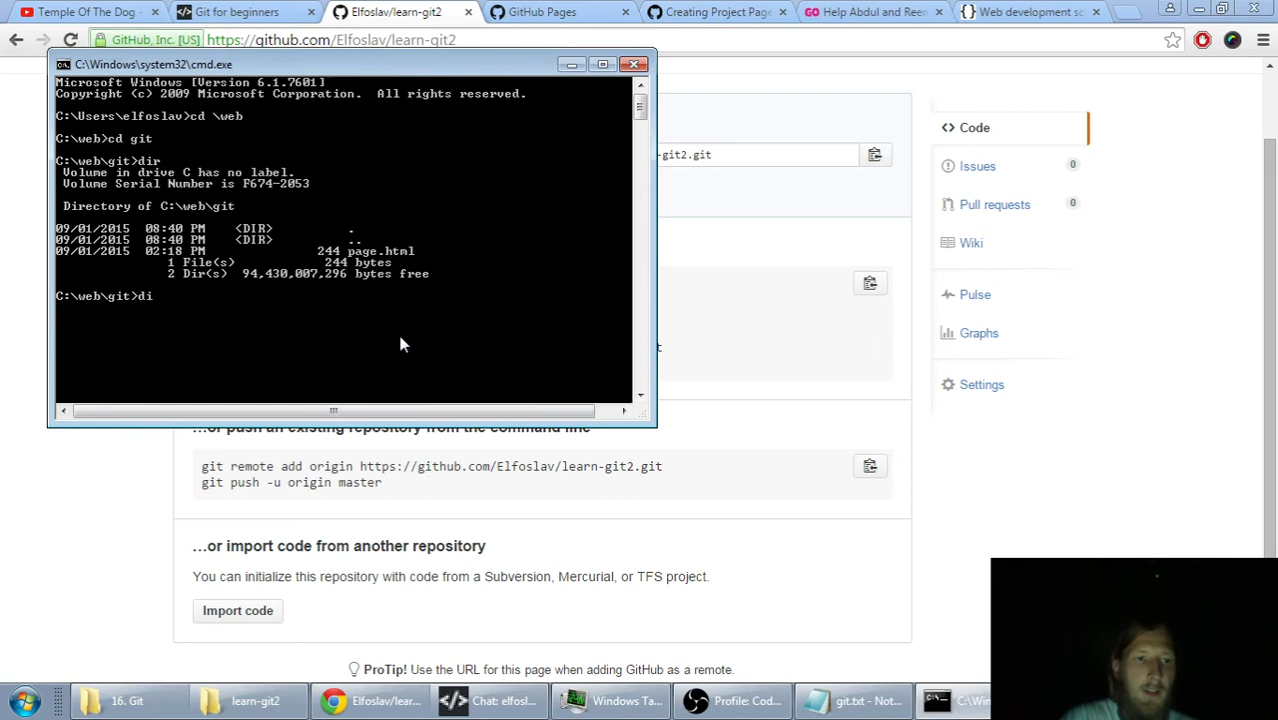 Temple Of The Dog -
Git for beginners
Elfoslav/learn-git2
GitHub Pages
Creating Project Page
Help Abdul and Reem
Web development sc
GitHub, Inc. [US]
https://github.com/Elfoslav/learn-git2
C:\Windows\system32\cmd.exe
Microsoft Windows [Version 6.1.7601]
Copyright (c) 2009 Microsoft Corporation. All rights reserved.
C:\Users\elfoslav>cd \web
C:\web>cd git
C:\web\git>dir
Volume in drive C has no label.
Volume Serial Number is F674-2053
Directory of C:\web\git
09/01/2015 08:40 PM <DIR> .
09/01/2015 08:40 PM <DIR> ..
09/01/2015 02:18 PM 244 page.html
1 File(s) 244 bytes
2 Dir(s) 94,430,007,296 bytes free
C:\web\git>di
-git2.git
t
Code
Issues 0
Pull requests 0
Wiki
Pulse
Graphs
Settings
…or push an existing repository from the command line
git remote add origin https://github.com/Elfoslav/learn-git2.git
git push -u origin master
…or import code from another repository
You can initialize this repository with code from a Subversion, Mercurial, or TFS project.
Import code
ProTip! Use the URL for this page when adding GitHub as a remote.
16. Git
learn-git2
Elfoslav/lear...
Chat: elfosl...
Windows Ta...
Profile: Cod...
git.txt - Not...
C:\Win